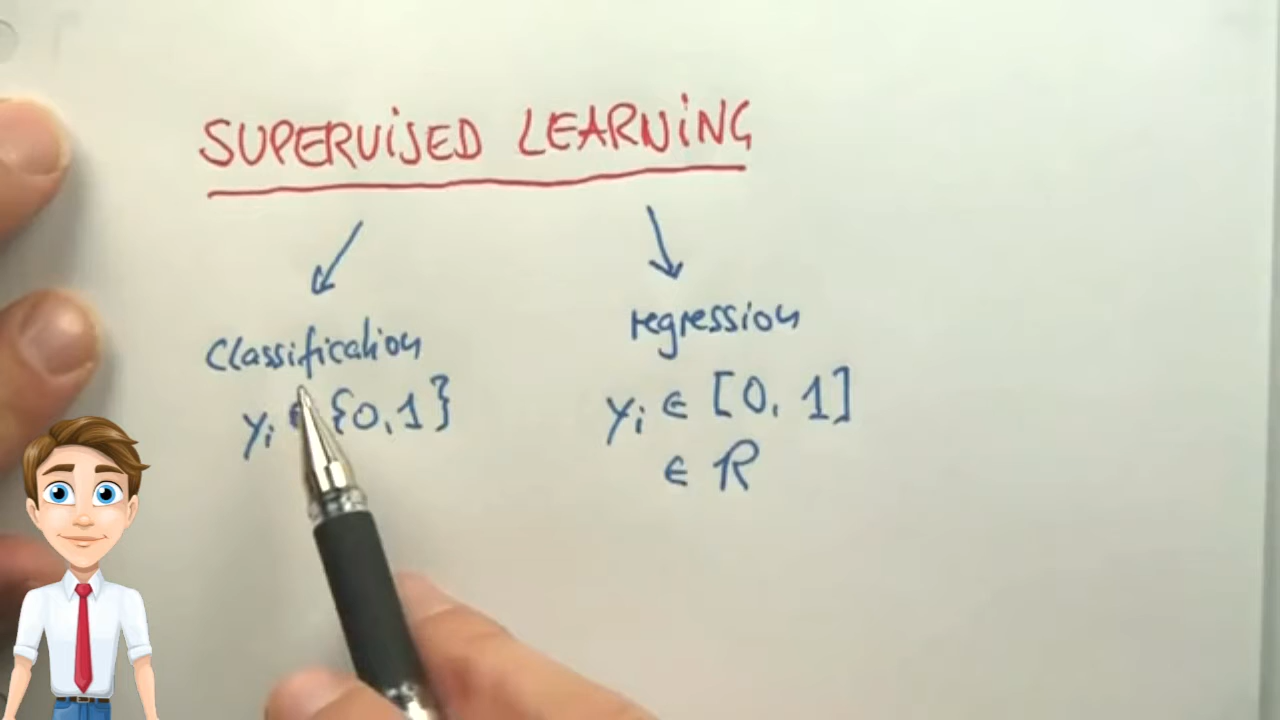 SUPERVISED LEARNING
Classification
yi ∈ {0,1}
regression
yi ∈ [0, 1]
∈ R